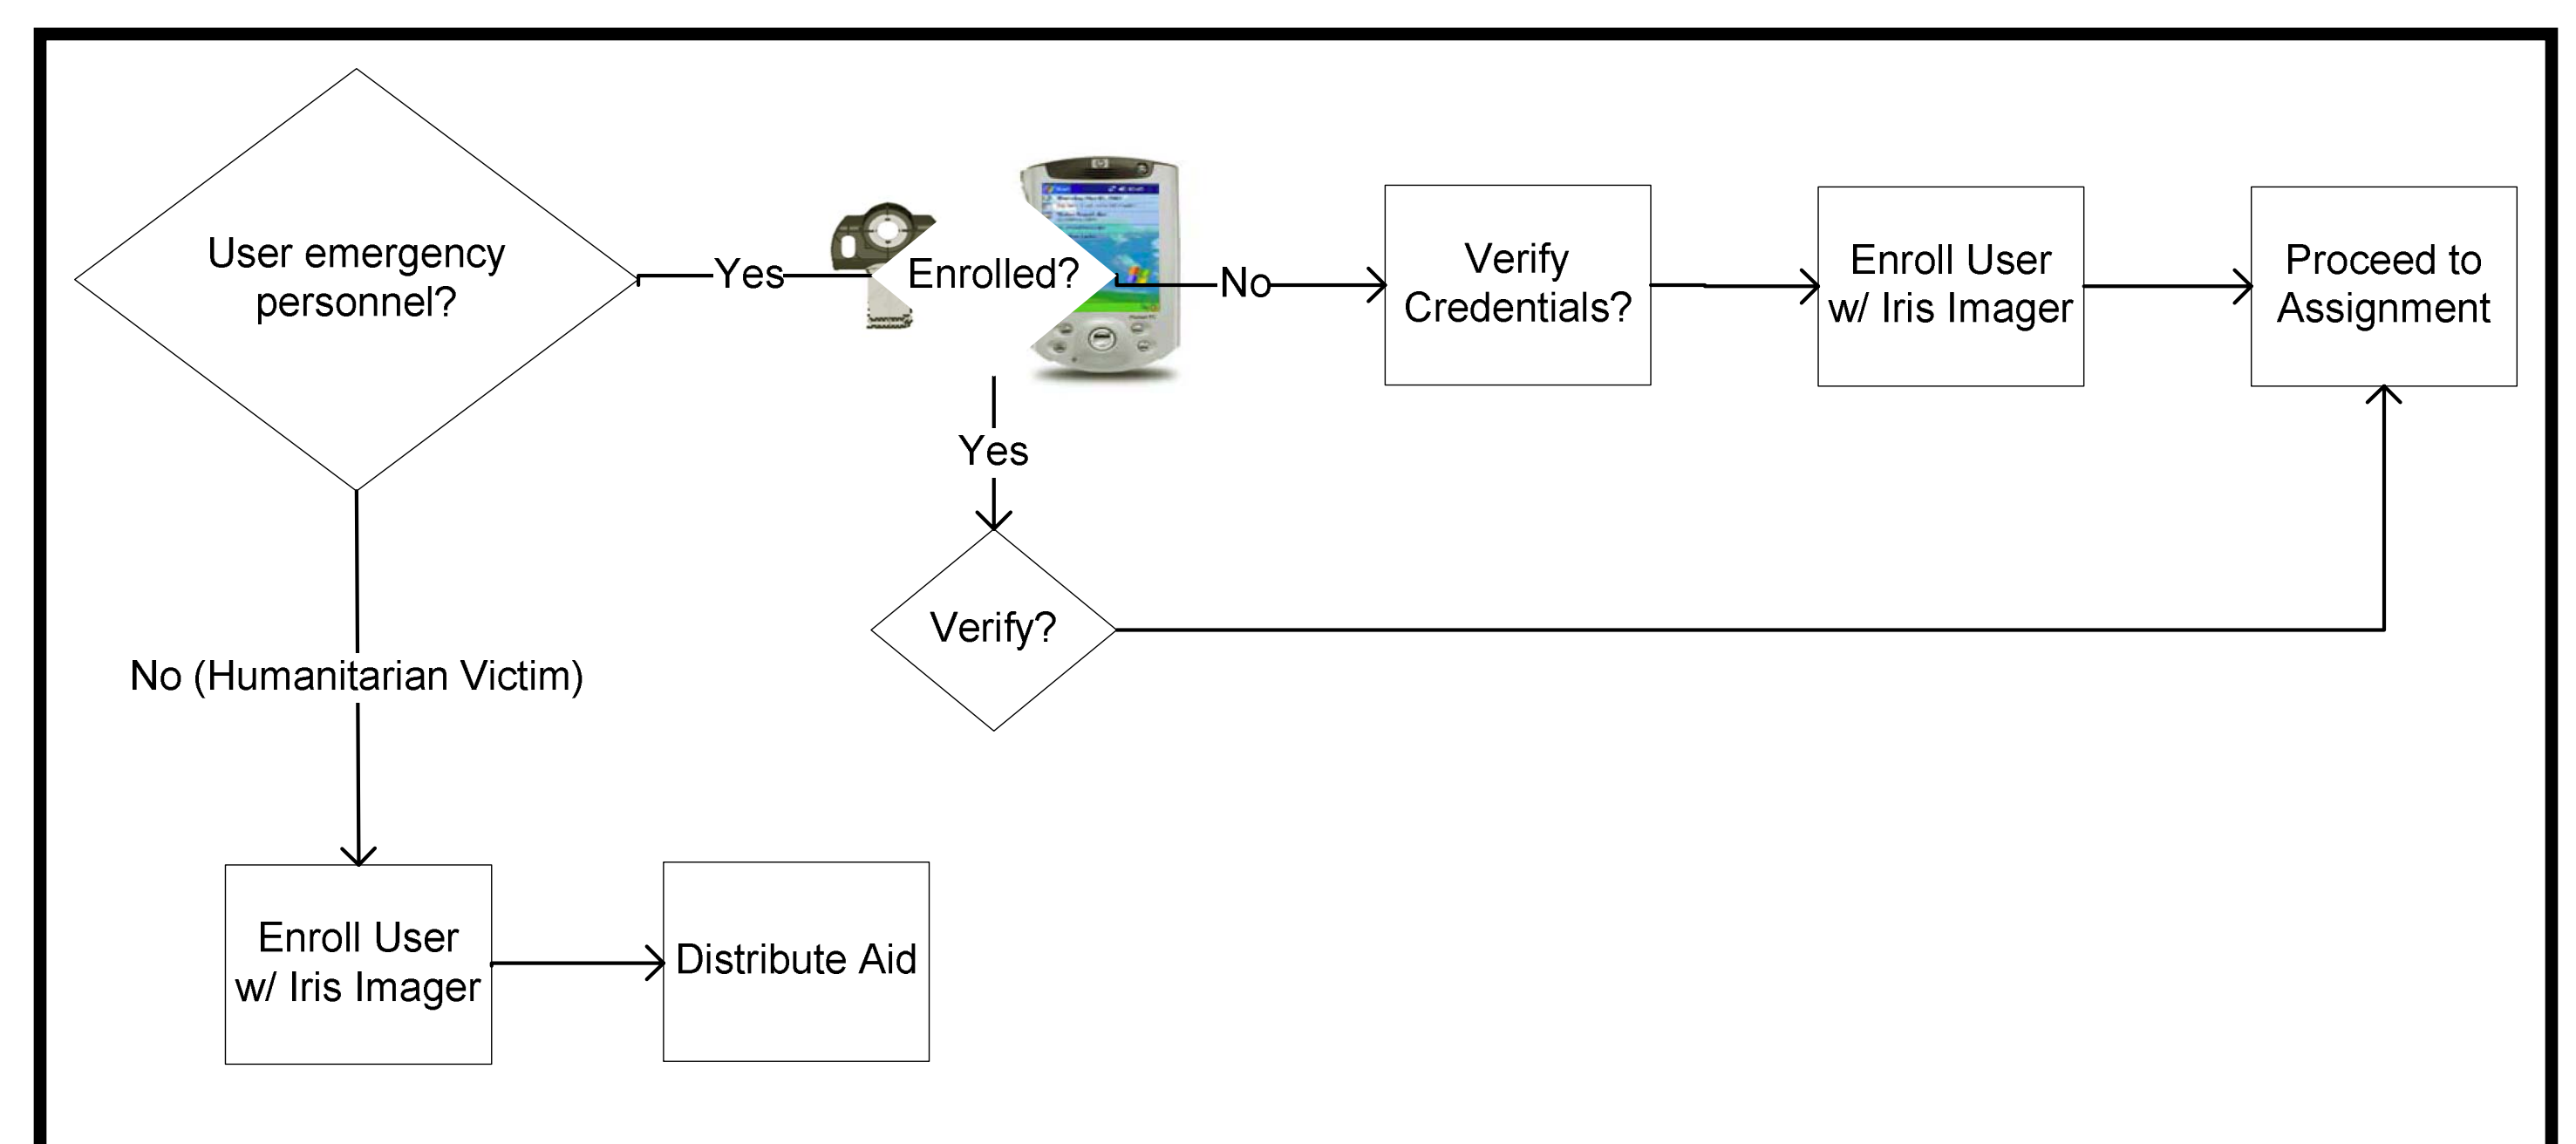 User emergency
personnel?
Yes
Enrolled?
No
Verify
Credentials?
Enroll User
w/ Iris Imager
Proceed to
Assignment
Yes
Verify?
No (Humanitarian Victim)
Enroll User
w/ Iris Imager
Distribute Aid